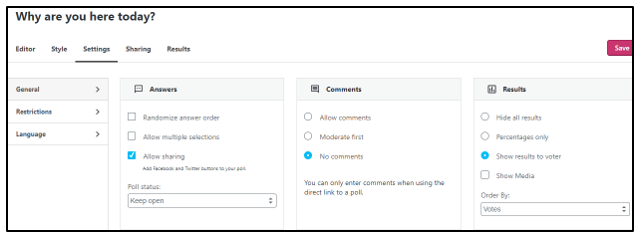 Why are you here today?
Editor Style Settings Sharing Results
Save
General
Restrictions
Language
Answers
Randomize answer order
Allow multiple selections
Allow sharing
Add Facebook and Twitter buttons to your poll
Poll status:
Keep open
Comments
Allow comments
Moderate first
No comments
You can only enter comments when using the
direct link to a poll.
Results
Hide all results
Percentages only
Show results to voter
Show Media
Order By:
Votes